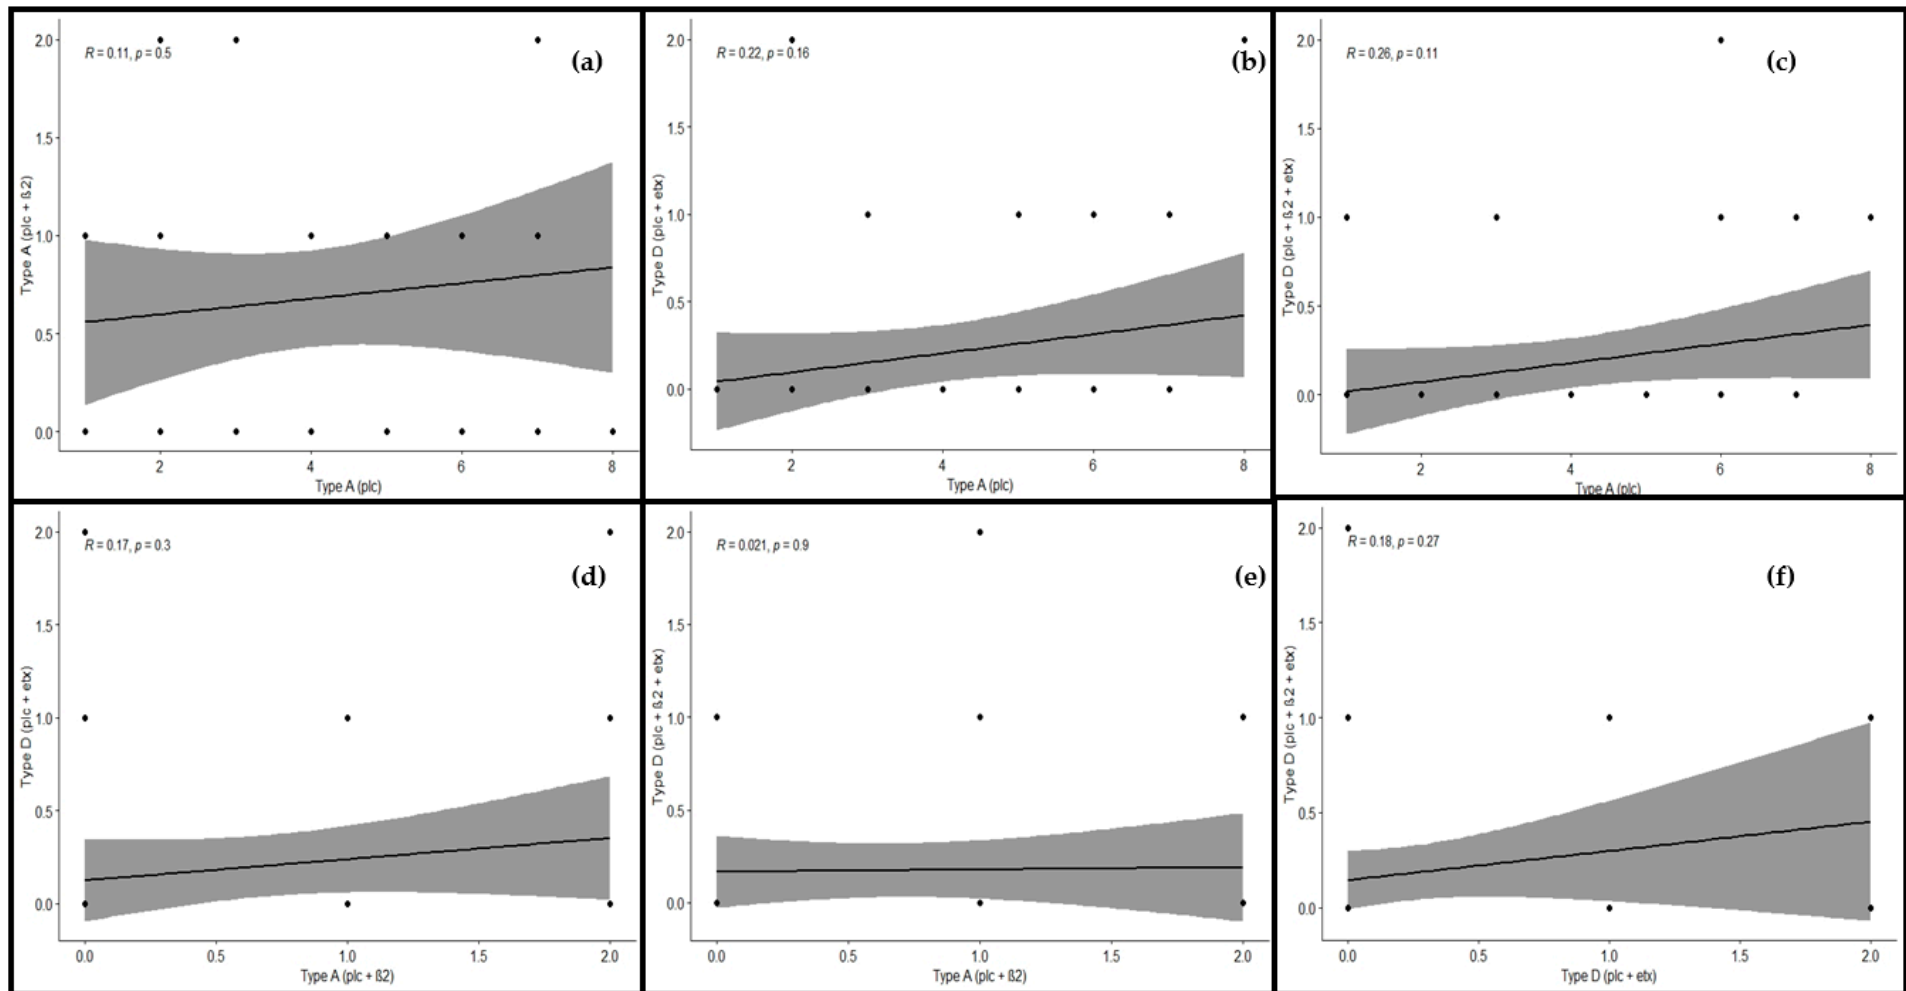 2.0
R = 0.11, p = 0.5
(a)
1.5
Type A (plc + ß2)
1.0
0.5
0.0
2 4 6 8
Type A (plc)
2.0
R = 0.22, p = 0.16
(b)
1.5
Type D (plc + etx)
1.0
0.5
0.0
2 4 6 8
Type A (plc)
2.0
R = 0.26, p = 0.11
(c)
1.5
Type D (plc + ß2 + etx)
1.0
0.5
0.0
2 4 6 8
Type A (plc)
2.0
R = 0.17, p = 0.3
(d)
1.5
Type D (plc + etx)
1.0
0.5
0.0
0.0 0.5 1.0 1.5 2.0
Type A (plc + ß2)
2.0
R = 0.021, p = 0.9
(e)
1.5
Type D (plc + ß2 + etx)
1.0
0.5
0.0
0.0 0.5 1.0 1.5 2.0
Type A (plc + ß2)
2.0
R = 0.18, p = 0.27
(f)
1.5
Type D (plc + ß2 + etx)
1.0
0.5
0.0
0.0 0.5 1.0 1.5 2.0
Type D (plc + etx)